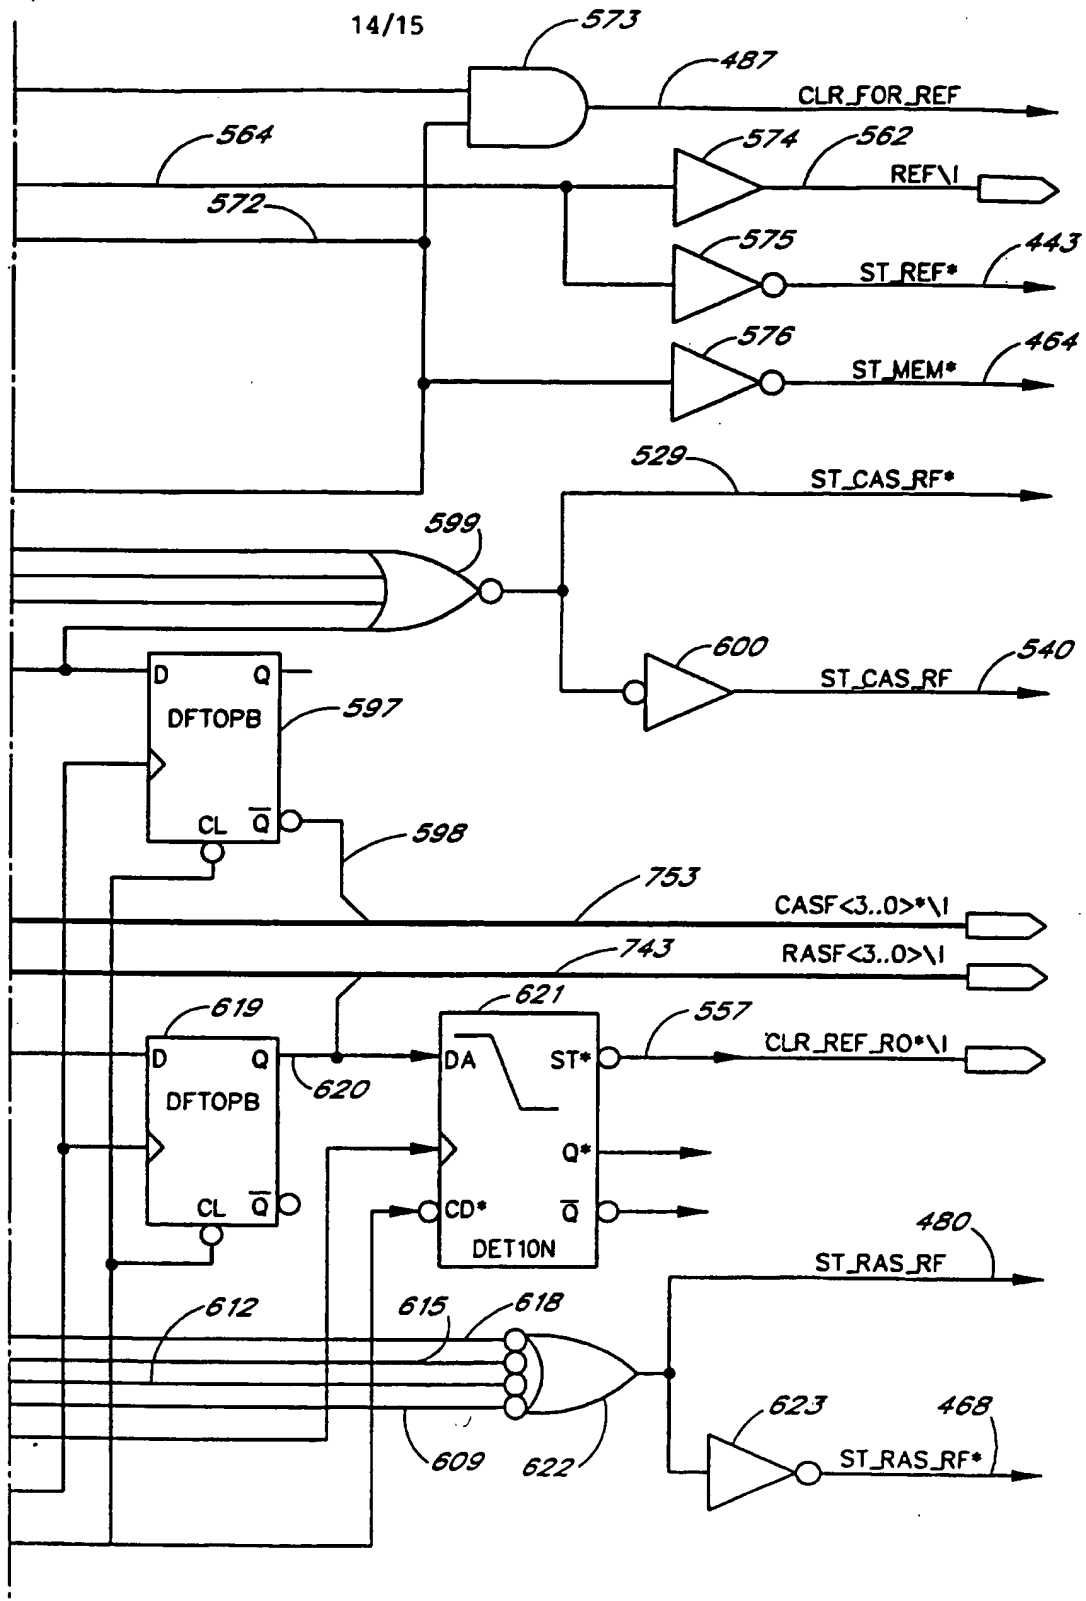 14/15
573
487
CLR_FOR_REF
564
574
562
REF\I
572
575
443
ST_REF*
576
464
ST_MEM*
529
ST_CAS_RF*
599
600
540
ST_CAS_RF
D Q
DFTOPB
597
CL Q
598
753
CASF<3..0>*\I
743
RASF<3..0>\I
619
621
557
D Q
620
DA ST*
CLR_REF_RO*\I
DFTOPB
Q*
CL Q
CD* Q
DET10N
480
ST_RAS_RF
612
615
618
623
468
609
622
ST_RAS_RF*